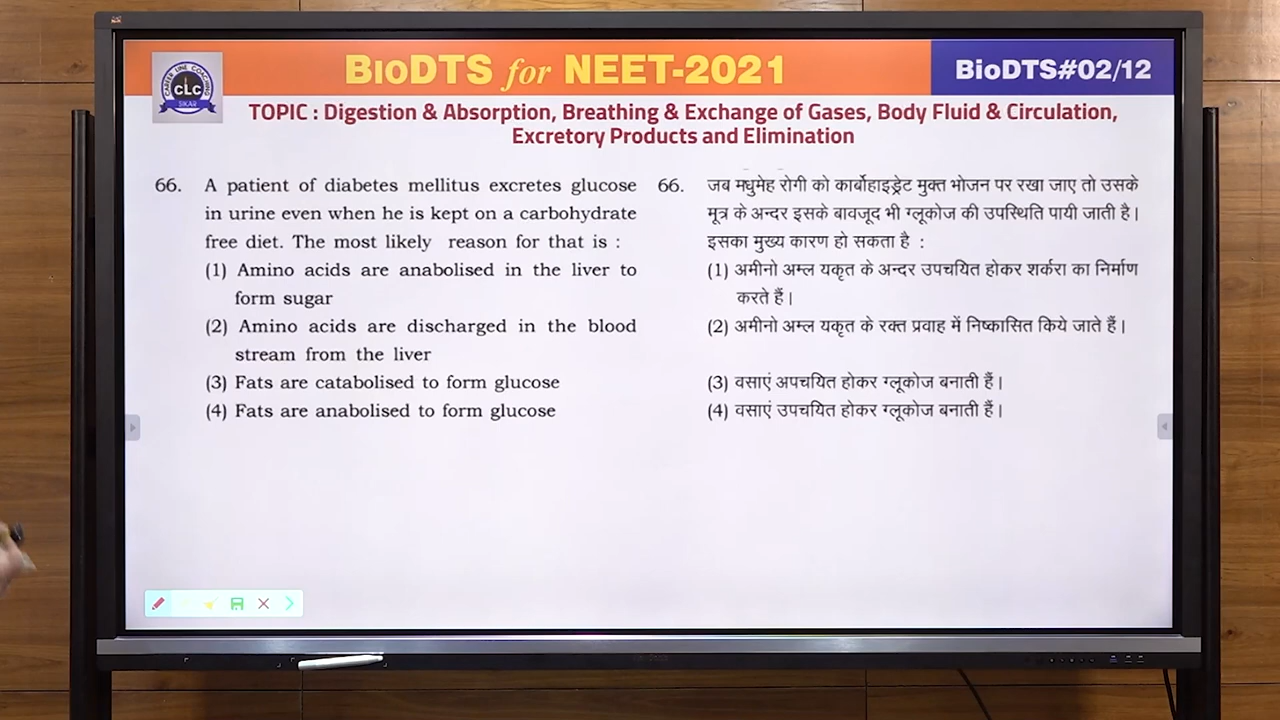 BIODTS for NEET-2021
BIODTS#02/12
CAREER LINE COACHING
CLC
SIKAR
TOPIC : Digestion & Absorption, Breathing & Exchange of Gases, Body Fluid & Circulation,
Excretory Products and Elimination
66. A patient of diabetes mellitus excretes glucose
in urine even when he is kept on a carbohydrate
free diet. The most likely reason for that is :
(1) Amino acids are anabolised in the liver to
form sugar
(2) Amino acids are discharged in the blood
stream from the liver
(3) Fats are catabolised to form glucose
(4) Fats are anabolised to form glucose
66. जब मधुमेह रोगी को कार्बोहाइड्रेट मुक्त भोजन पर रखा जाए तो उसके
मूत्र के अन्दर इसके बावजूद भी ग्लूकोज की उपस्थिति पायी जाती है।
इसका मुख्य कारण हो सकता है :
(1) अमीनो अम्ल यकृत के अन्दर उपचयित होकर शर्करा का निर्माण
करते हैं।
(2) अमीनो अम्ल यकृत के रक्त प्रवाह में निष्कासित किये जाते हैं।
(3) वसाएं अपचयित होकर ग्लूकोज बनाती हैं।
(4) वसाएं उपचयित होकर ग्लूकोज बनाती हैं।